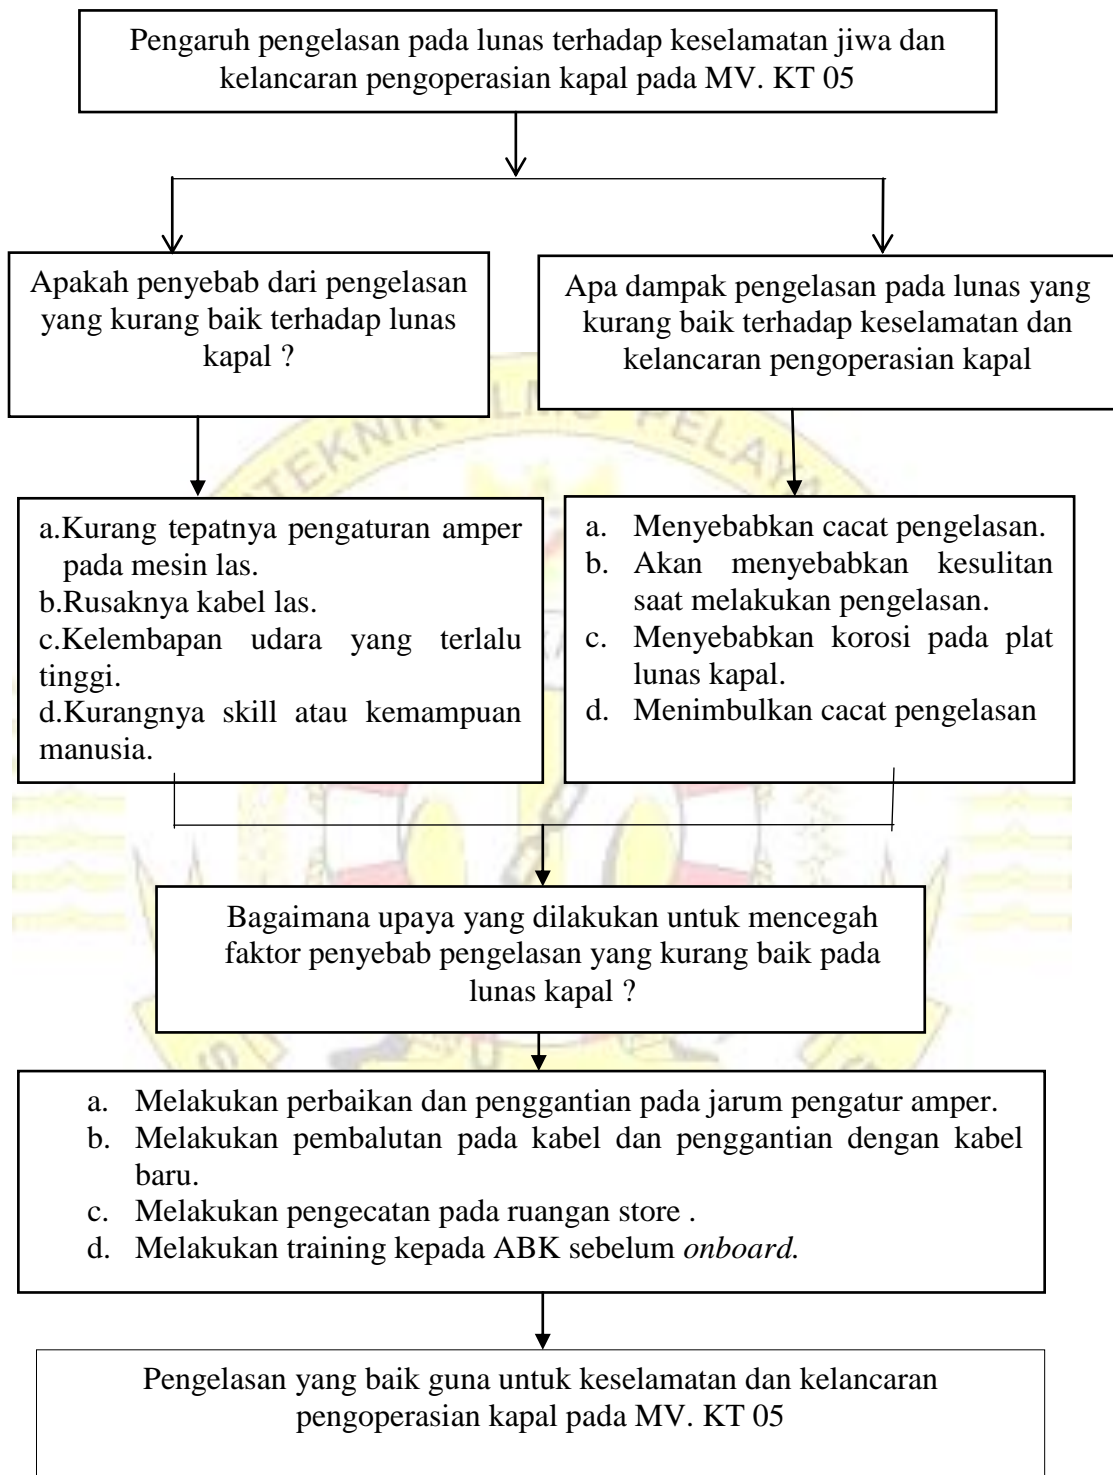 Pengaruh pengelasan pada lunas terhadap keselamatan jiwa dan
kelancaran pengoperasian kapal pada MV. KT 05
Apakah penyebab dari pengelasan
yang kurang baik terhadap lunas
kapal ?
Apa dampak pengelasan pada lunas yang
kurang baik terhadap keselamatan dan
kelancaran pengoperasian kapal
a.Kurang tepatnya pengaturan amper
pada mesin las.
b.Rusaknya kabel las.
c.Kelembapan udara yang terlalu
tinggi.
d.Kurangnya skill atau kemampuan
manusia.
a. Menyebabkan cacat pengelasan.
b. Akan menyebabkan kesulitan
saat melakukan pengelasan.
c. Menyebabkan korosi pada plat
lunas kapal.
d. Menimbulkan cacat pengelasan
Bagaimana upaya yang dilakukan untuk mencegah
faktor penyebab pengelasan yang kurang baik pada
lunas kapal ?
a. Melakukan perbaikan dan penggantian pada jarum pengatur amper.
b. Melakukan pembalutan pada kabel dan penggantian dengan kabel
baru.
c. Melakukan pengecatan pada ruangan store .
d. Melakukan training kepada ABK sebelum onboard.
Pengelasan yang baik guna untuk keselamatan dan kelancaran
pengoperasian kapal pada MV. KT 05